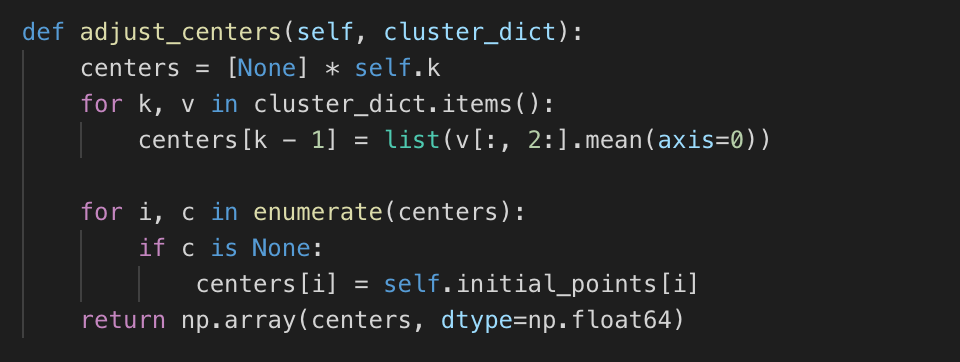 def adjust_centers(self, cluster_dict):
    centers = [None] * self.k
    for k, v in cluster_dict.items():
        centers[k - 1] = list(v[:, 2:].mean(axis=0))

    for i, c in enumerate(centers):
        if c is None:
            centers[i] = self.initial_points[i]
    return np.array(centers, dtype=np.float64)